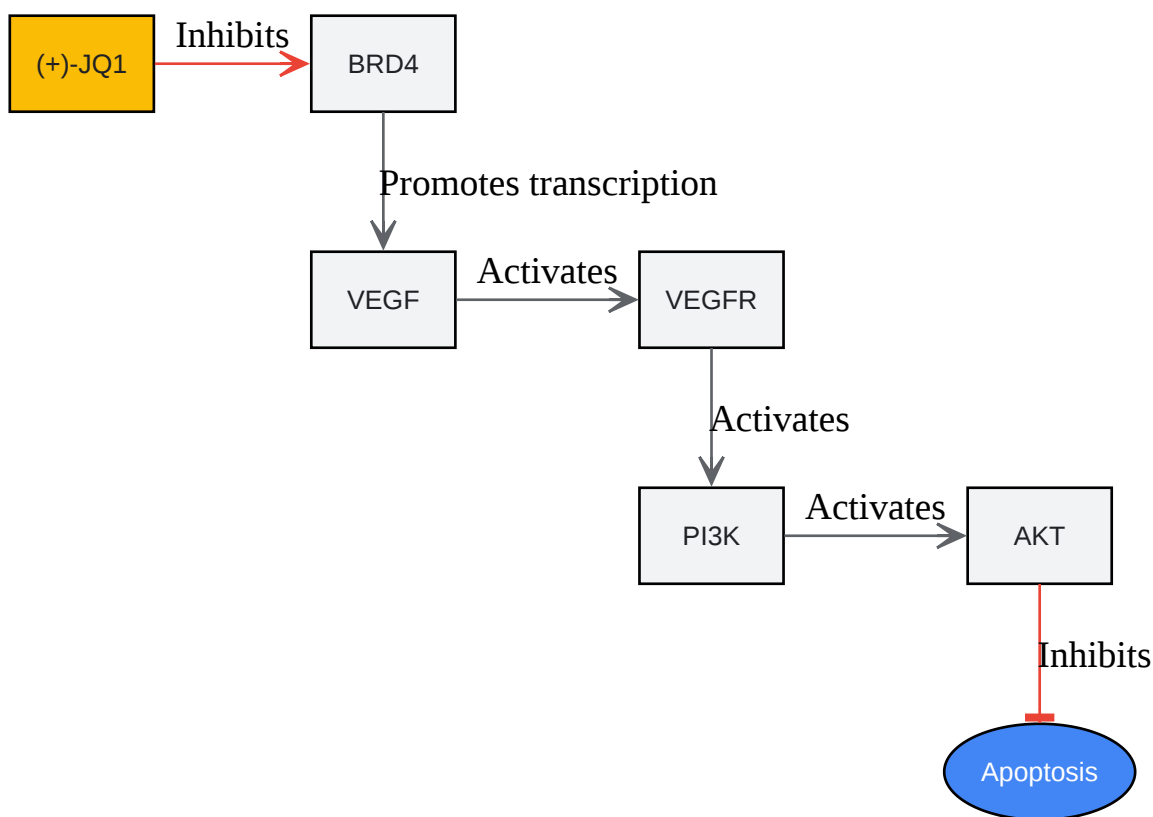 (+)-JQ1
Inhibits
BRD4
Promotes transcription
VEGF
Activates
VEGFR
Activates
PI3K
Activates
AKT
Inhibits
Apoptosis